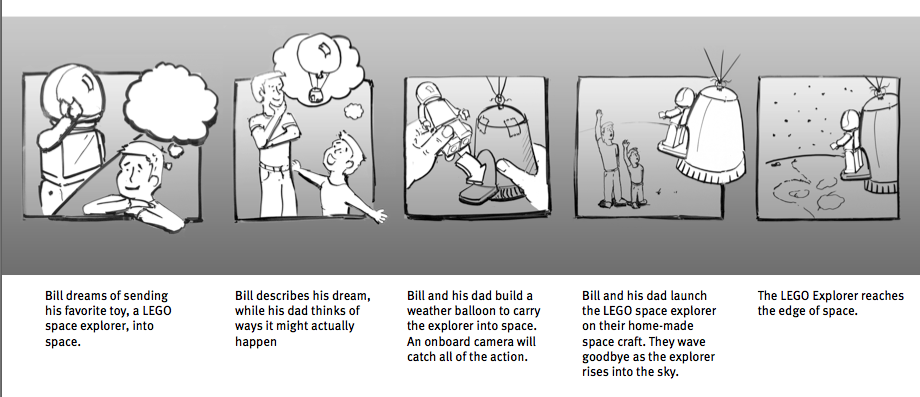 Bill dreams of sending
his favorite toy, a LEGO
space explorer, into
space.
Bill describes his dream,
while his dad thinks of
ways it might actually
happen
Bill and his dad build a
weather balloon to carry
the explorer into space.
An onboard camera will
catch all of the action.
Bill and his dad launch
the LEGO space explorer
on their home-made
space craft. They wave
goodbye as the explorer
rises into the sky.
The LEGO Explorer reaches
the edge of space.